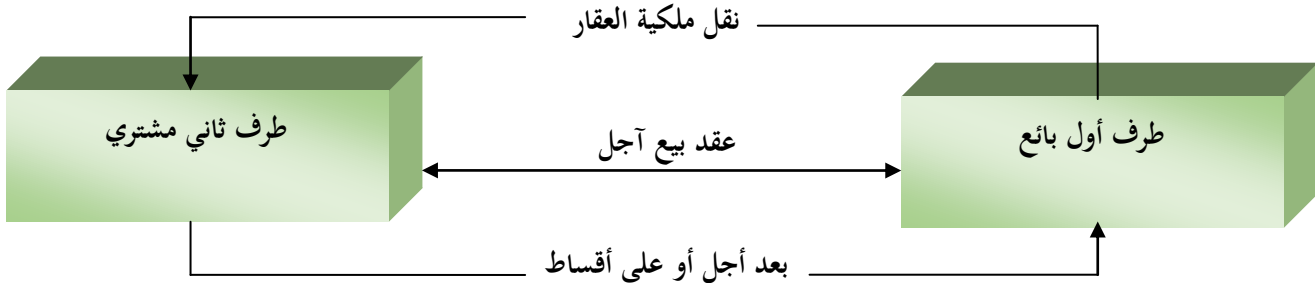 نقل ملكية العقار
طرف أول بائع
طرف ثاني مشتري
عقد بيع آجل
بعد أجل أو على أقساط